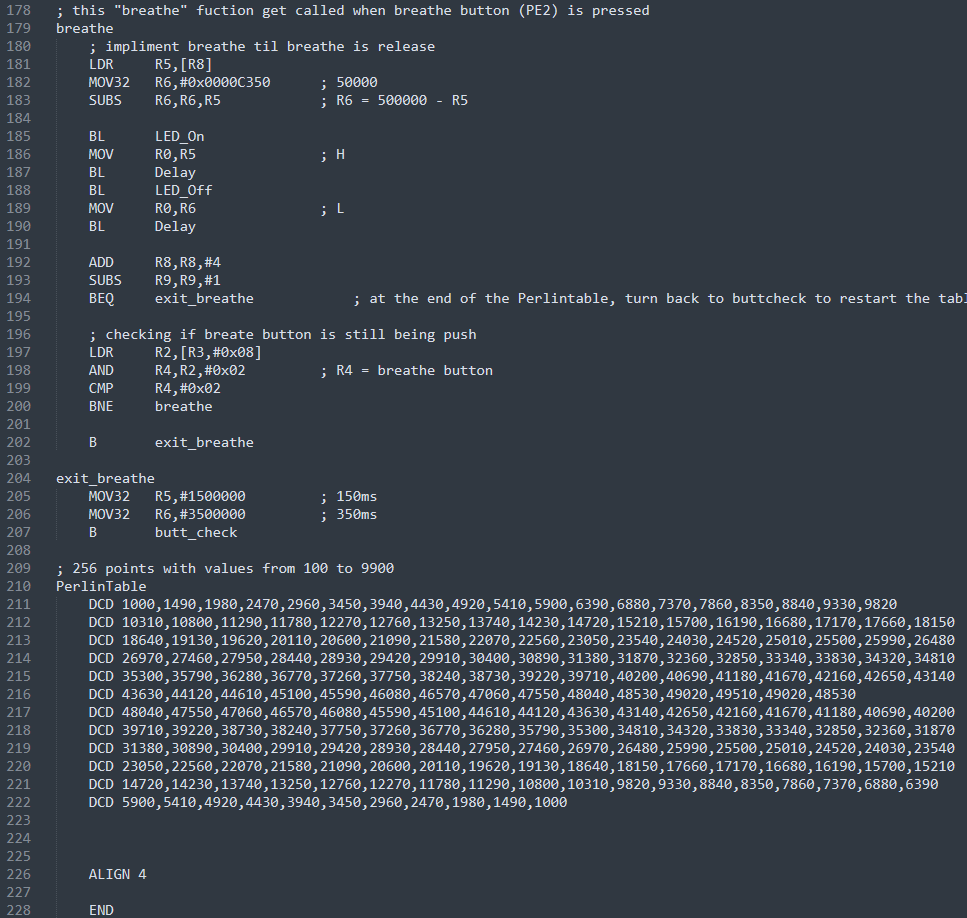 178 ; this "breathe" fuction get called when breathe button (PE2) is pressed
179 breathe
180 ; impliment breathe til breathe is release
181 LDR R5,[R8]
182 MOV32 R6,#0x0000C350 ; 50000
183 SUBS R6,R6,R5 ; R6 = 500000 - R5
184
185 BL LED_On
186 MOV R0,R5 ; H
187 BL Delay
188 BL LED_Off
189 MOV R0,R6 ; L
190 BL Delay
191
192 ADD R8,R8,#4
193 SUBS R9,R9,#1
194 BEQ exit_breathe ; at the end of the Perlintable, turn back to buttcheck to restart the tabl
195
196 ; checking if breate button is still being push
197 LDR R2,[R3,#0x08]
198 AND R4,R2,#0x02 ; R4 = breathe button
199 CMP R4,#0x02
200 BNE breathe
201
202 B exit_breathe
203
204 exit_breathe
205 MOV32 R5,#1500000 ; 150ms
206 MOV32 R6,#3500000 ; 350ms
207 B butt_check
208
209 ; 256 points with values from 100 to 9900
210 PerlinTable
211 DCD 1000,1490,1980,2470,2960,3450,3940,4430,4920,5410,5900,6390,6880,7370,7860,8350,8840,9330,9820
212 DCD 10310,10800,11290,11780,12270,12760,13250,13740,14230,14720,15210,15700,16190,16680,17170,17660,18150
213 DCD 18640,19130,19620,20110,20600,21090,21580,22070,22560,23050,23540,24030,24520,25010,25500,25990,26480
214 DCD 26970,27460,27950,28440,28930,29420,29910,30400,30890,31380,31870,32360,32850,33340,33830,34320,34810
215 DCD 35300,35790,36280,36770,37260,37750,38240,38730,39220,39710,40200,40690,41180,41670,42160,42650,43140
216 DCD 43630,44120,44610,45100,45590,46080,46570,47060,47550,48040,48530,49020,49510,49020,48530
217 DCD 48040,47550,47060,46570,46080,45590,45100,44610,44120,43630,43140,42650,42160,41670,41180,40690,40200
218 DCD 39710,39220,38730,38240,37750,37260,36770,36280,35790,35300,34810,34320,33830,33340,32850,32360,31870
219 DCD 31380,30890,30400,29910,29420,28930,28440,27950,27460,26970,26480,25990,25500,25010,24520,24030,23540
220 DCD 23050,22560,22070,21580,21090,20600,20110,19620,19130,18640,18150,17660,17170,16680,16190,15700,15210
221 DCD 14720,14230,13740,13250,12760,12270,11780,11290,10800,10310,9820,9330,8840,8350,7860,7370,6880,6390
222 DCD 5900,5410,4920,4430,3940,3450,2960,2470,1980,1490,1000
223
224
225
226 ALIGN 4
227
228 END